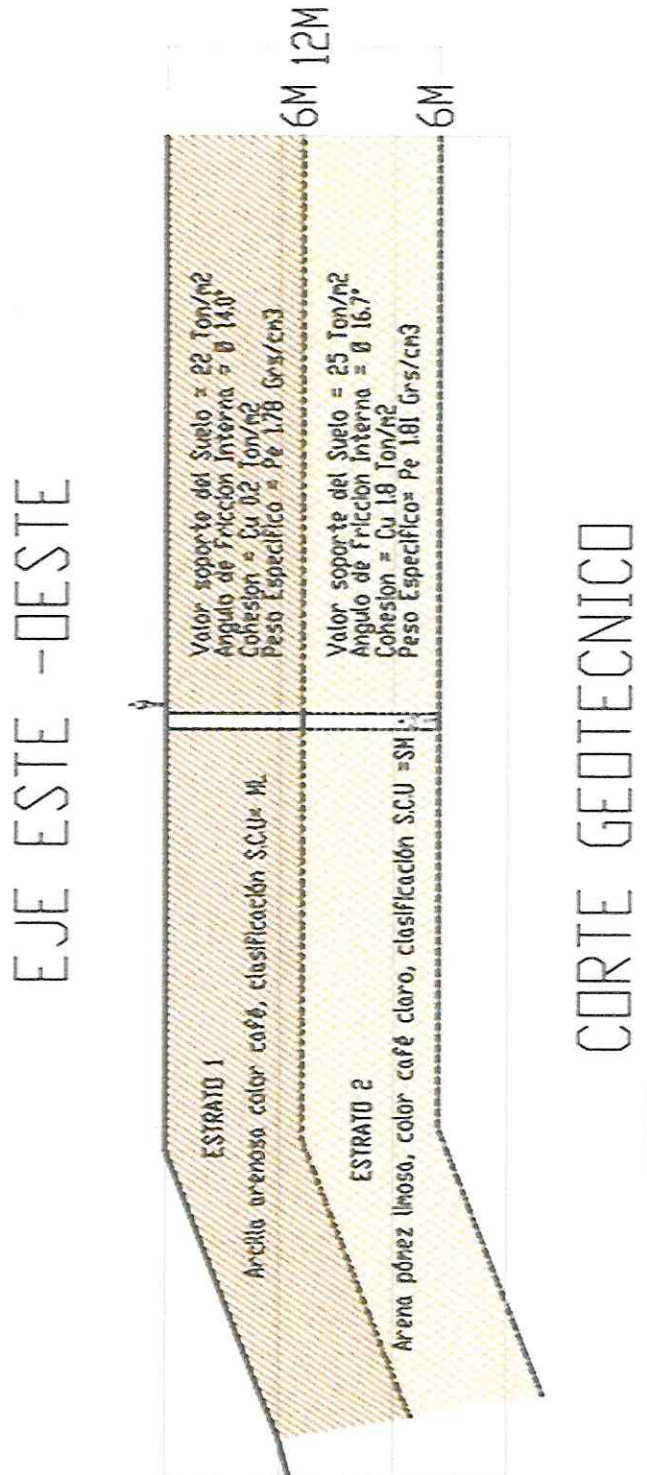 EJE ESTE -OESTE
ESTRATO 1
Arcilla arenosa color café, clasificación S.C.U= ML
Valor soporte del Suelo = 22 Ton/m2
Angulo de Friccion Interna = Ø 14.0°
Cohesion = Cu 0.2 Ton/m2
Peso Especifico = Pe 1.78 Grs/cm3
6M
12M
ESTRATO 2
Arena pómez limosa, color café claro, clasificación S.C.U =SM
Valor soporte del Suelo = 25 Ton/m2
Angulo de Friccion Interna = Ø 16.7°
Cohesion = Cu 1.8 Ton/m2
Peso Especifico= Pe 1.81 Grs/cm3
6M
CORTE GEOTECNICO